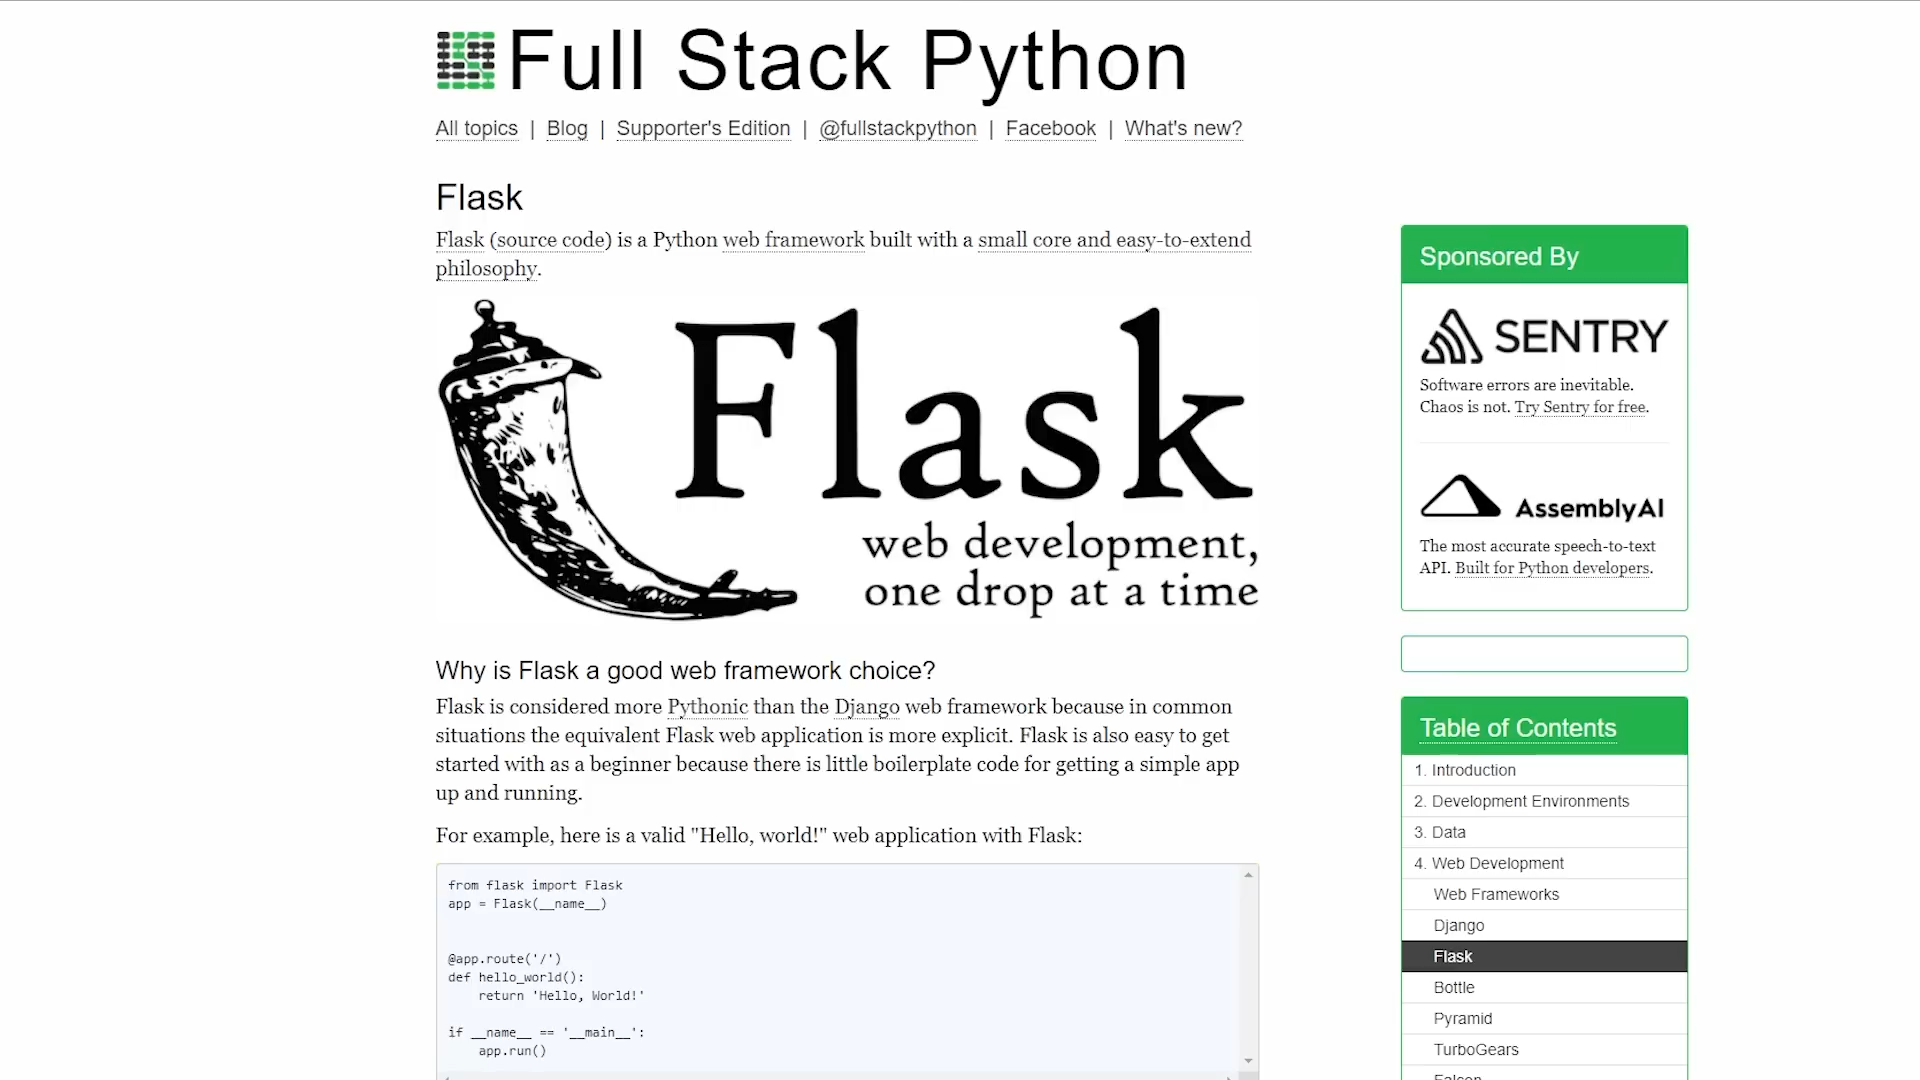 Full Stack Python
All topics | Blog | Supporter's Edition | @fullstackpython | Facebook | What's new?
Flask
Flask (source code) is a Python web framework built with a small core and easy-to-extend
philosophy.
Flask
web development,
one drop at a time
Why is Flask a good web framework choice?
Flask is considered more Pythonic than the Django web framework because in common
situations the equivalent Flask web application is more explicit. Flask is also easy to get
started with as a beginner because there is little boilerplate code for getting a simple app
up and running.
For example, here is a valid "Hello, world!" web application with Flask:
from flask import Flask
app = Flask(__name__)
@app.route('/')
def hello_world():
    return 'Hello, World!'
if __name__ == '__main__':
    app.run()
Sponsored By
SENTRY
Software errors are inevitable.
Chaos is not. Try Sentry for free.
AssemblyAI
The most accurate speech-to-text
API. Built for Python developers.
Table of Contents
1. Introduction
2. Development Environments
3. Data
4. Web Development
Web Frameworks
Django
Flask
Bottle
Pyramid
TurboGears
Falcon